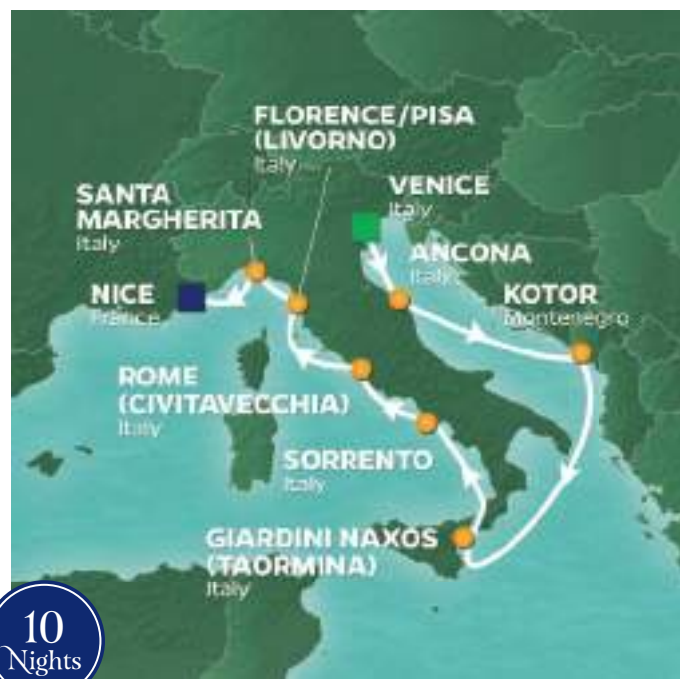 FLORENCE/PISA
(LIVORNO)
Italy
SANTA
MARGHERITA
Italy
VENICE
Italy
ANCONA
Italy
NICE
France
KOTOR
Montenegro
ROME
(CIVITAVECCHIA)
Italy
SORRENTO
Italy
GIARDINI NAXOS
(TAORMINA)
Italy
10
Nights